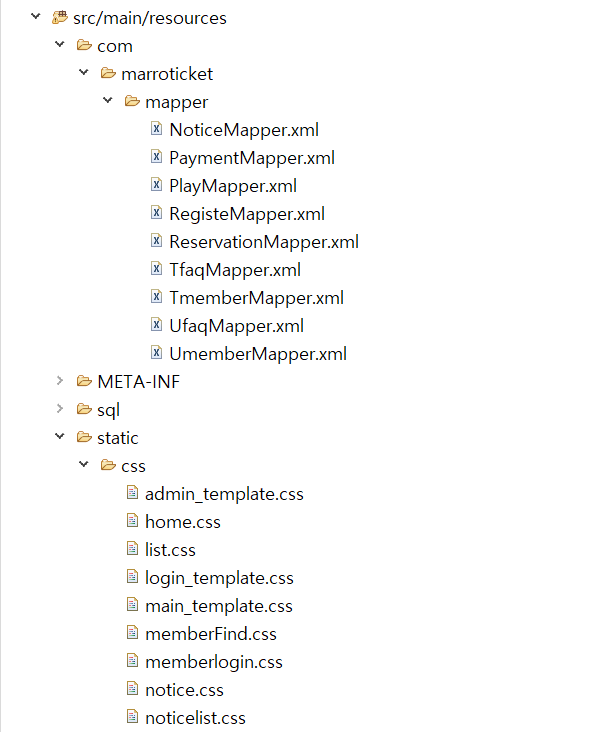 src/main/resources
com
marroticket
mapper
NoticeMapper.xml
PaymentMapper.xml
PlayMapper.xml
RegisteMapper.xml
ReservationMapper.xml
TfaqMapper.xml
TmemberMapper.xml
UfaqMapper.xml
UmemberMapper.xml
META-INF
sql
static
css
admin_template.css
home.css
list.css
login_template.css
main_template.css
memberFind.css
memberlogin.css
notice.css
noticelist.css